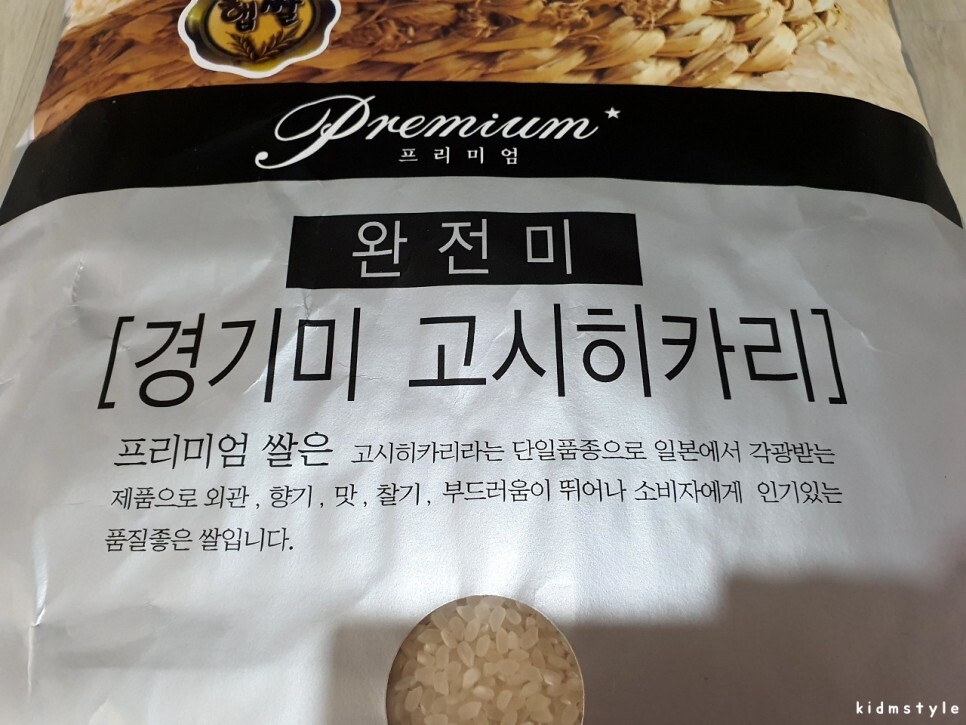 햅쌀
Premium
프리미엄
완전미
[경기미 고시히카리]
프리미엄 쌀은 고시히카리라는 단일품종으로 일본에서 각광받는
제품으로 외관, 향기, 맛, 찰기, 부드러움이 뛰어나 소비자에게 인기있는
품질좋은 쌀입니다.
kidmstyle